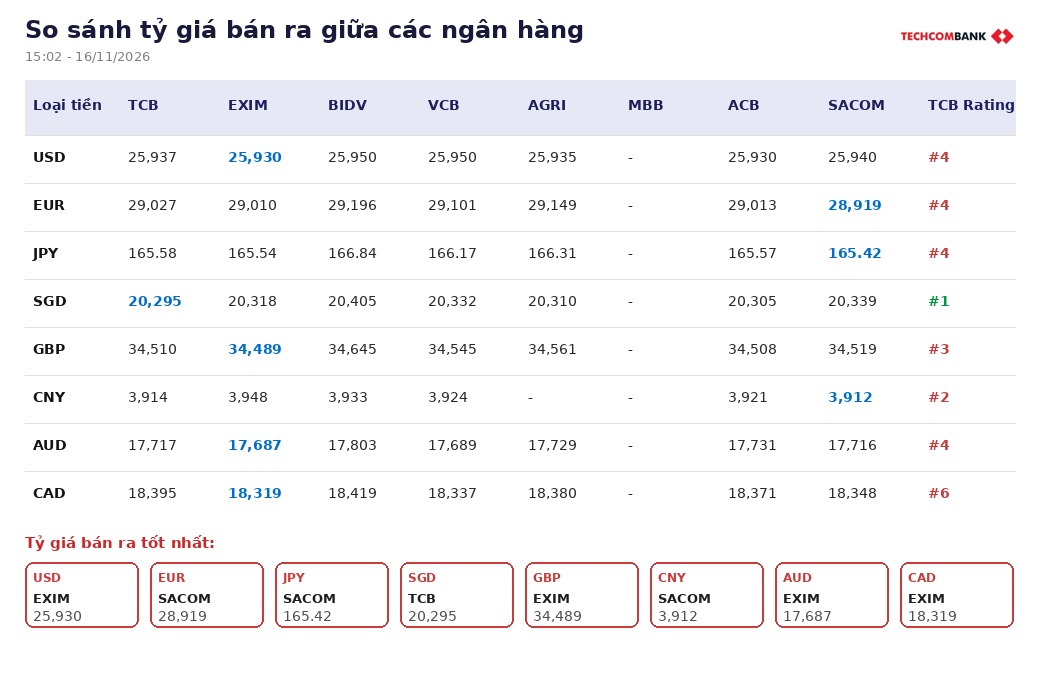 So sánh tỷ giá bán ra giữa các ngân hàng
TECHCOMBANK
15:02 - 16/11/2026
Loại tiền TCB EXIM BIDV VCB AGRI MBB ACB SACOM TCB Rating
USD 25,937 25,930 25,950 25,950 25,935 - 25,930 25,940 #4
EUR 29,027 29,010 29,196 29,101 29,149 - 29,013 28,919 #4
JPY 165.58 165.54 166.84 166.17 166.31 - 165.57 165.42 #4
SGD 20,295 20,318 20,405 20,332 20,310 - 20,305 20,339 #1
GBP 34,510 34,489 34,645 34,545 34,561 - 34,508 34,519 #3
CNY 3,914 3,948 3,933 3,924 - - 3,921 3,912 #2
AUD 17,717 17,687 17,803 17,689 17,729 - 17,731 17,716 #4
CAD 18,395 18,319 18,419 18,337 18,380 - 18,371 18,348 #6
Tỷ giá bán ra tốt nhất:
USD EUR JPY SGD GBP CNY AUD CAD
EXIM SACOM SACOM TCB EXIM SACOM EXIM EXIM
25,930 28,919 165.42 20,295 34,489 3,912 17,687 18,319